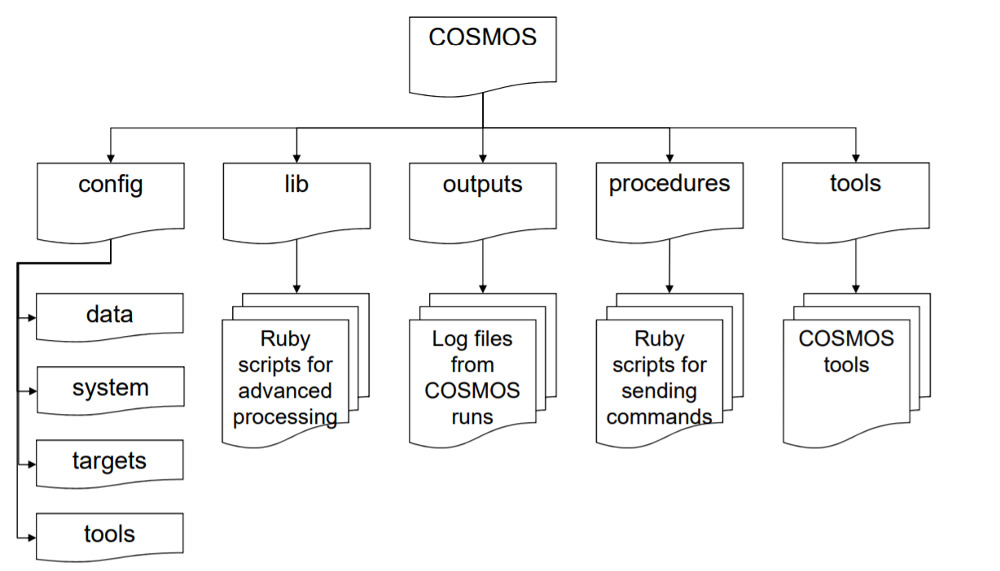 COSMOS
config
lib
outputs
procedures
tools
data
system
targets
tools
Ruby
scripts for
advanced
processing
Log files
from
COSMOS
runs
Ruby
scripts for
sending
commands
COSMOS
tools